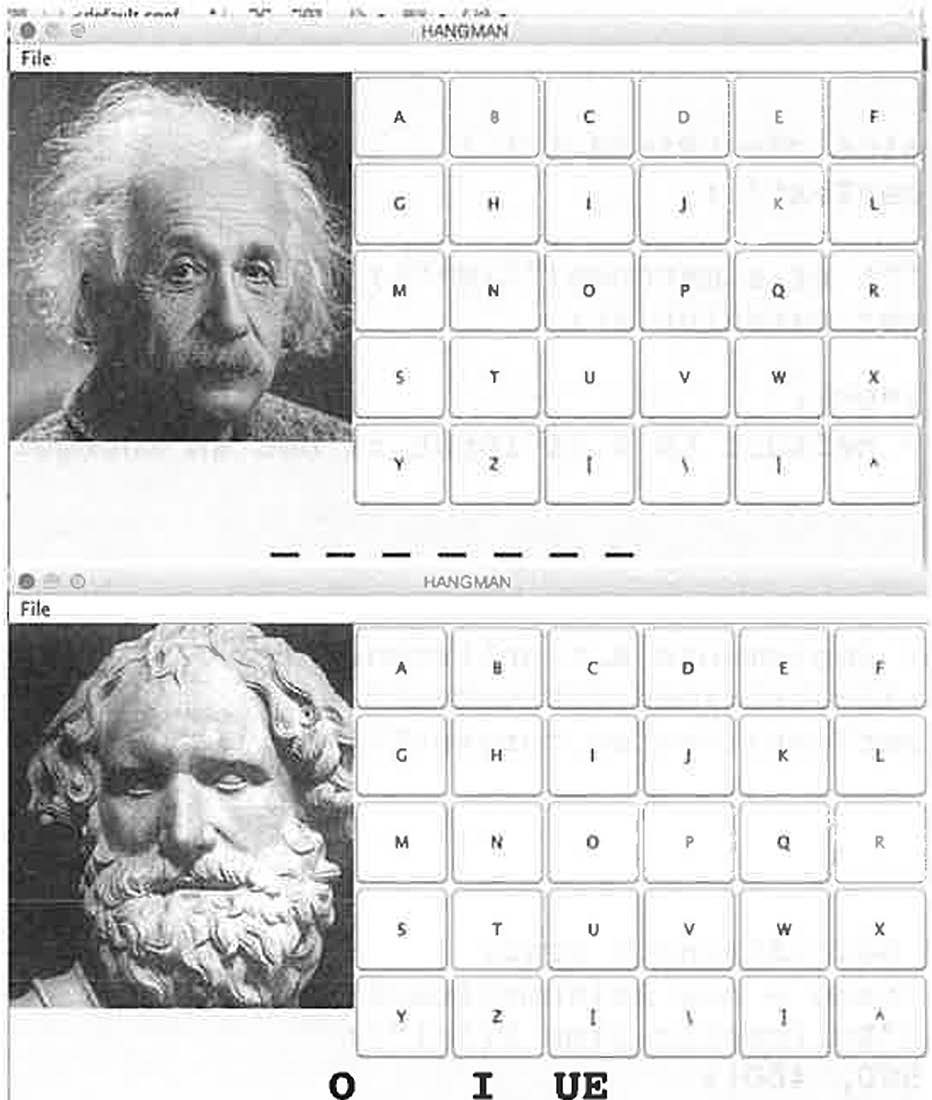 HANGMAN
File
A B C D E F
G H I J K L
M N O P Q R
S T U V W X
Y Z [ \ ] ^
_ _ _ _ _ _ _
HANGMAN
File
A B C D E F
G H I J K L
M N O P Q R
S T U V W X
Y Z [ \ ] ^
O I UE